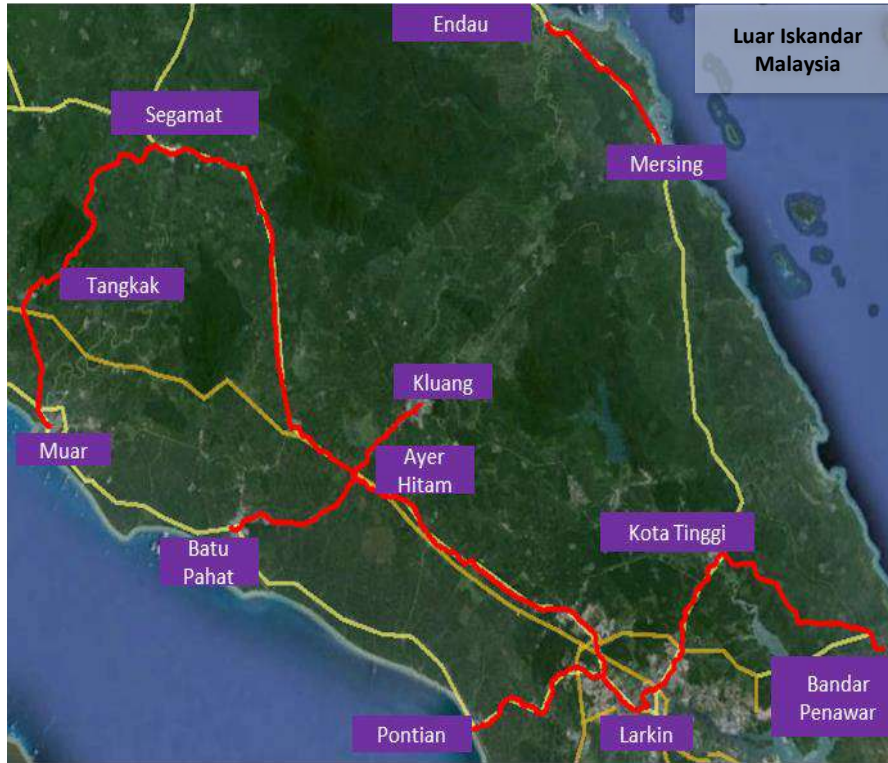 Endau
Luar Iskandar
Malaysia
Segamat
Mersing
Tangkak
Kluang
Muar
Ayer
Hitam
Kota Tinggi
Batu
Pahat
Bandar
Penawar
Pontian
Larkin